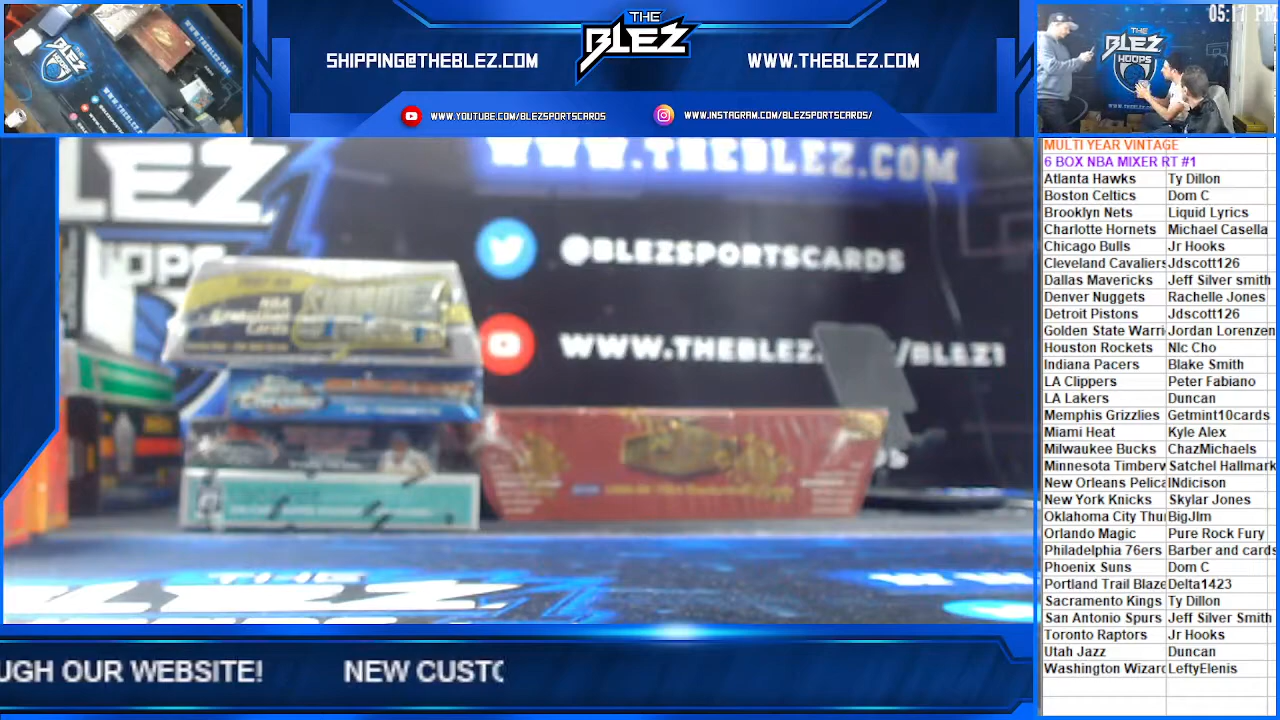 THE
BLEZ
SHIPPING@THEBLEZ.COM
WWW.THEBLEZ.COM
WWW.YOUTUBE.COM/BLEZSPORTSCARDS
WWW.INSTAGRAM.COM/BLEZSPORTSCARDS/
05:17 PM
THE
BLEZ
HOOPS
WWW.THEBLEZ.COM
@BLEZSPORTSCARDS
WWW.THEBLEZ. /BLEZ1
MULTI YEAR VINTAGE
6 BOX NBA MIXER RT #1
Atlanta Hawks Ty Dillon
Boston Celtics Dom C
Brooklyn Nets Liquid Lyrics
Charlotte Hornets Michael Casella
Chicago Bulls Jr Hooks
Cleveland Cavaliers Jdscott126
Dallas Mavericks Jeff Silver smith
Denver Nuggets Rachelle Jones
Detroit Pistons Jdscott126
Golden State Warri Jordan Lorenzen
Houston Rockets NIc Cho
Indiana Pacers Blake Smith
LA Clippers Peter Fabiano
LA Lakers Duncan
Memphis Grizzlies Getmint10cards
Miami Heat Kyle Alex
Milwaukee Bucks ChazMichaels
Minnesota Timberv Satchel Hallmark
New Orleans Pelica INdicison
New York Knicks Skylar Jones
Oklahoma City Thu BigJIm
Orlando Magic Pure Rock Fury
Philadelphia 76ers Barber and cards
Phoenix Suns Dom C
Portland Trail Blaze Delta1423
Sacramento Kings Ty Dillon
San Antonio Spurs Jeff Silver Smith
Toronto Raptors Jr Hooks
Utah Jazz Duncan
Washington Wizard LeftyElenis
UGH OUR WEBSITE! NEW CUSTO